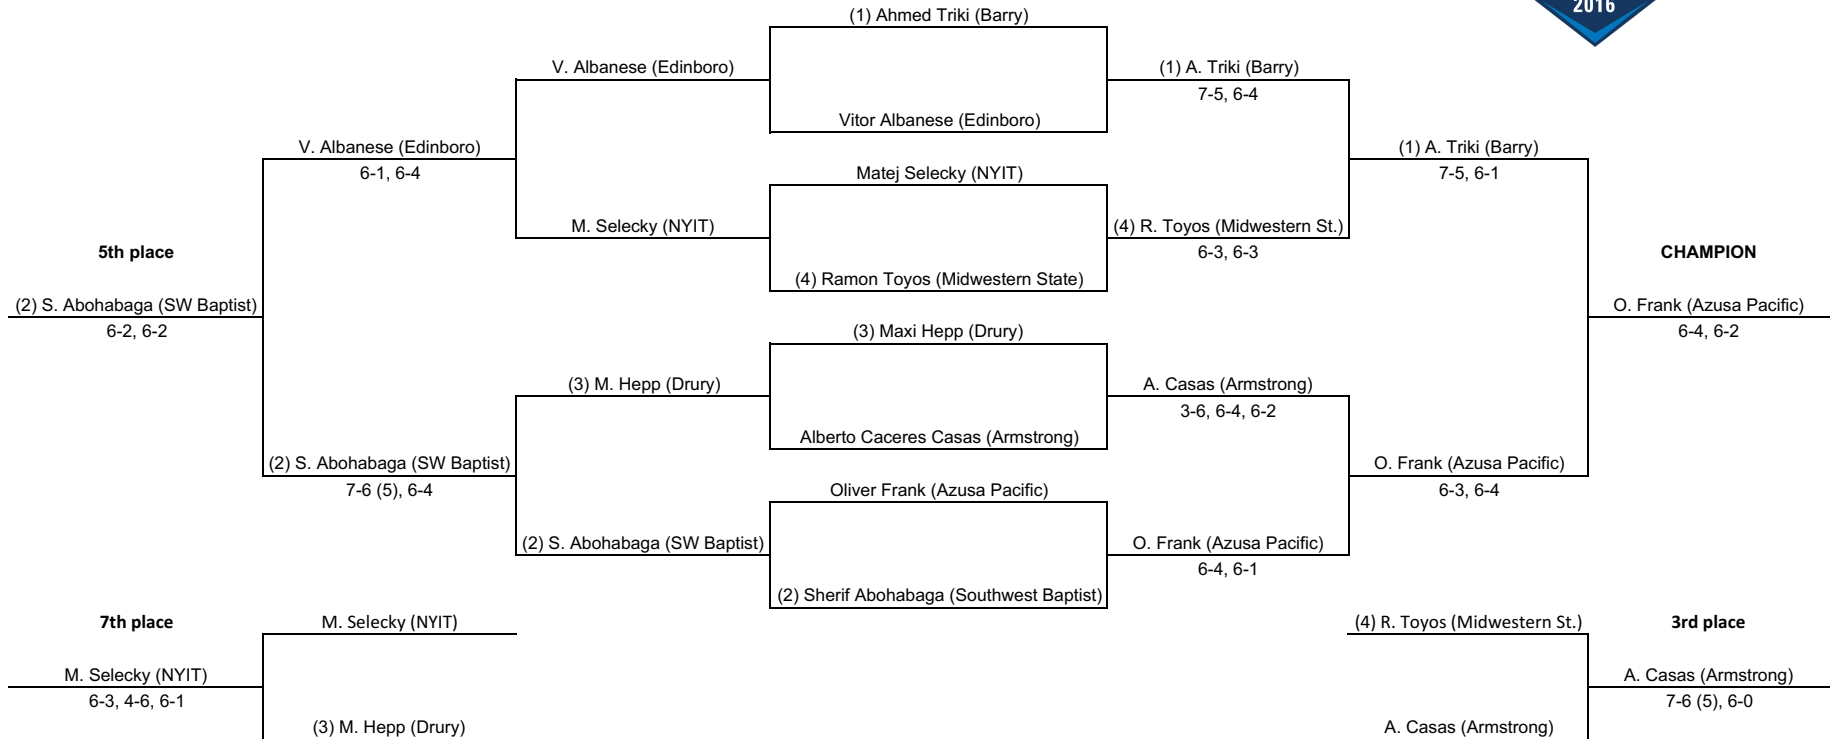 2016
(1) Ahmed Triki (Barry)
V. Albanese (Edinboro)
(1) A. Triki (Barry)
7-5, 6-4
Vitor Albanese (Edinboro)
V. Albanese (Edinboro)
6-1, 6-4
(1) A. Triki (Barry)
7-5, 6-1
Matej Selecky (NYIT)
M. Selecky (NYIT)
(4) R. Toyos (Midwestern St.)
6-3, 6-3
5th place
CHAMPION
(4) Ramon Toyos (Midwestern State)
(2) S. Abohabaga (SW Baptist)
6-2, 6-2
O. Frank (Azusa Pacific)
6-4, 6-2
(3) Maxi Hepp (Drury)
(3) M. Hepp (Drury)
A. Casas (Armstrong)
3-6, 6-4, 6-2
Alberto Caceres Casas (Armstrong)
(2) S. Abohabaga (SW Baptist)
7-6 (5), 6-4
O. Frank (Azusa Pacific)
6-3, 6-4
Oliver Frank (Azusa Pacific)
(2) S. Abohabaga (SW Baptist)
O. Frank (Azusa Pacific)
6-4, 6-1
(2) Sherif Abohabaga (Southwest Baptist)
7th place
M. Selecky (NYIT)
(4) R. Toyos (Midwestern St.)
3rd place
M. Selecky (NYIT)
6-3, 4-6, 6-1
A. Casas (Armstrong)
7-6 (5), 6-0
(3) M. Hepp (Drury)
A. Casas (Armstrong)